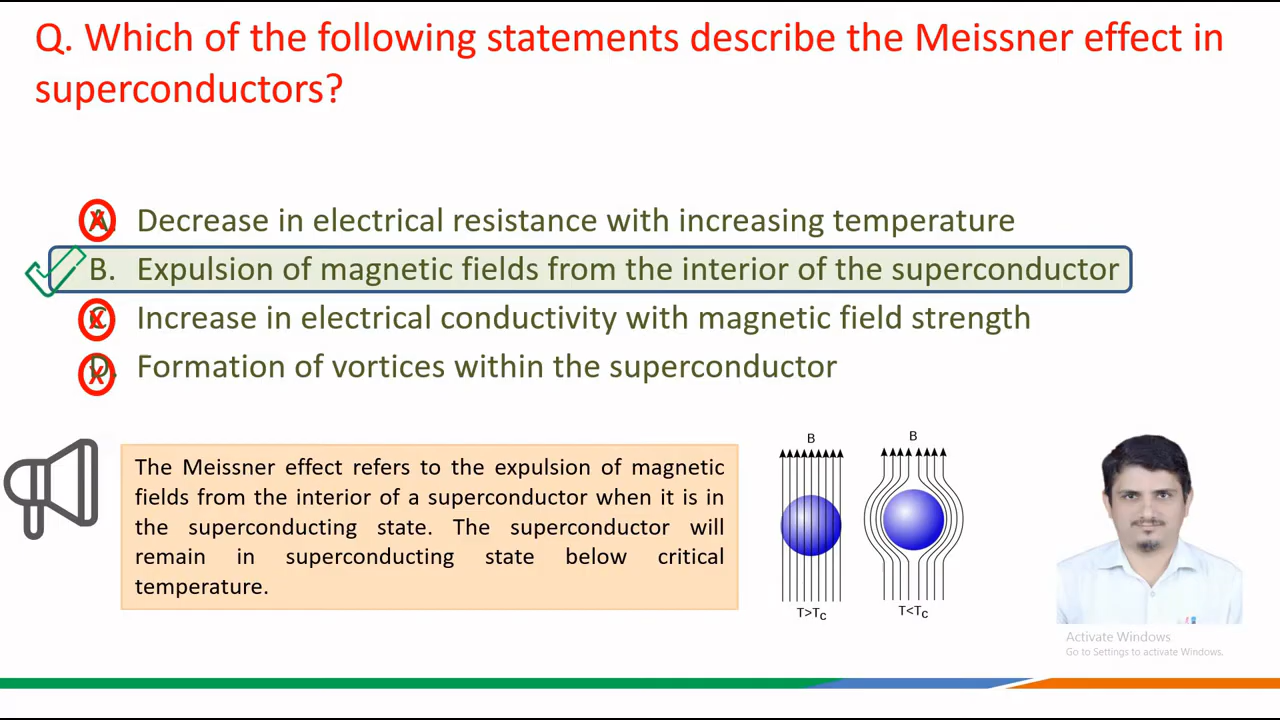 Q. Which of the following statements describe the Meissner effect in
superconductors?
A. Decrease in electrical resistance with increasing temperature
B. Expulsion of magnetic fields from the interior of the superconductor
C. Increase in electrical conductivity with magnetic field strength
D. Formation of vortices within the superconductor
The Meissner effect refers to the expulsion of magnetic
fields from the interior of a superconductor when it is in
the superconducting state. The superconductor will
remain in superconducting state below critical
temperature.
B
B
T>Tc
T<Tc
Activate Windows
Go to Settings to activate Windows.